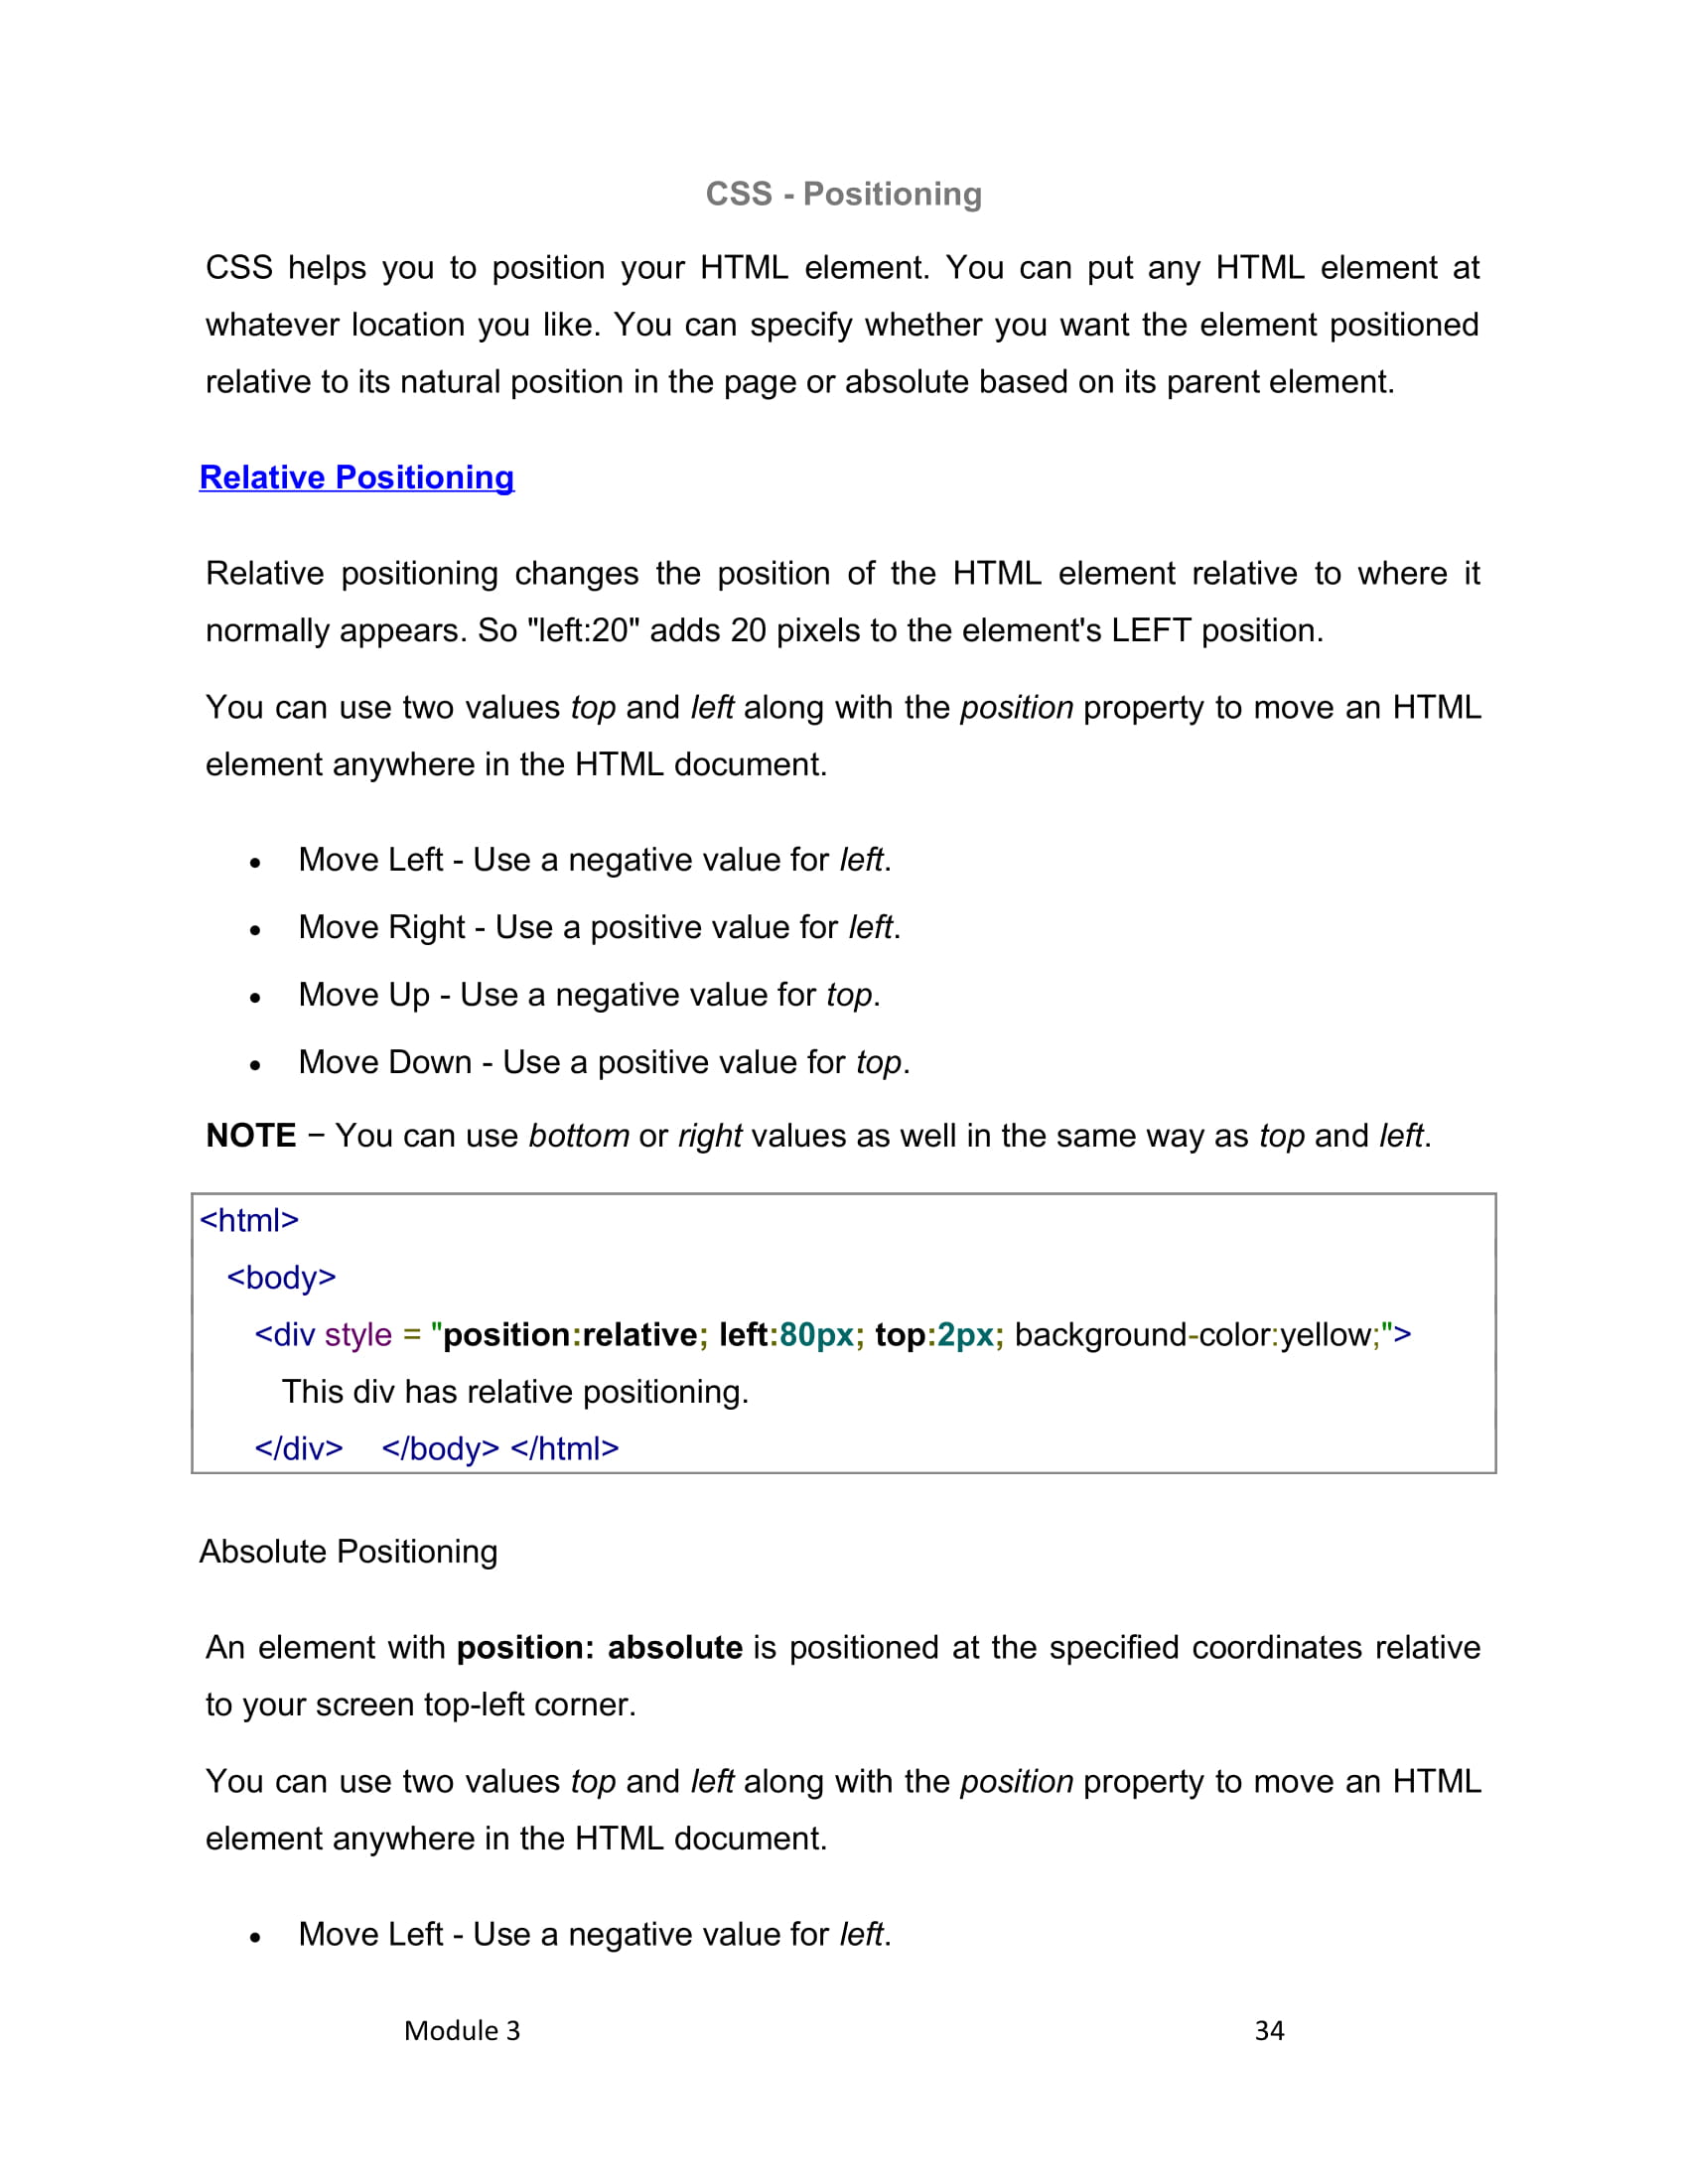 CSS - Positioning
CSS helps you to position your HTML element. You can put any HTML element at
whatever location you like. You can specify whether you want the element positioned
relative to its natural position in the page or absolute based on its parent element.
Relative Positioning
Relative positioning changes the position of the HTML element relative to where it
normally appears. So "left:20" adds 20 pixels to the element's LEFT position.
You can use two values top and left along with the position property to move an HTML
element anywhere in the HTML document.
• Move Left - Use a negative value for left.
• Move Right - Use a positive value for left.
• Move Up - Use a negative value for top.
• Move Down - Use a positive value for top.
NOTE − You can use bottom or right values as well in the same way as top and left.
<html>
<body>
<div style = "position:relative; left:80px; top:2px; background-color:yellow;">
This div has relative positioning.
</div> </body> </html>
Absolute Positioning
An element with position: absolute is positioned at the specified coordinates relative
to your screen top-left corner.
You can use two values top and left along with the position property to move an HTML
element anywhere in the HTML document.
• Move Left - Use a negative value for left.
Module 3 34